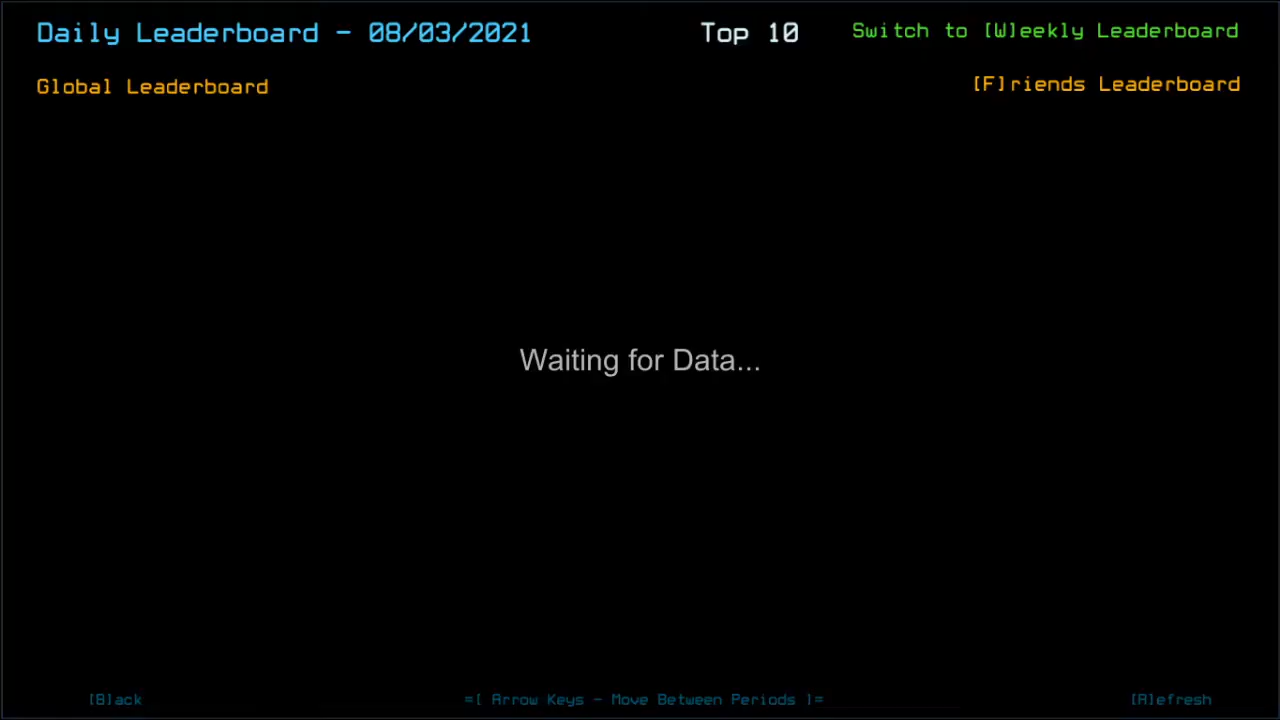 Daily Leaderboard - 08/03/2021
Top 10
Switch to [W]eekly Leaderboard
Global Leaderboard
[F]riends Leaderboard
Waiting for Data...
[B]ack
=[ Arrow Keys - Move Between Periods ]=
[R]efresh